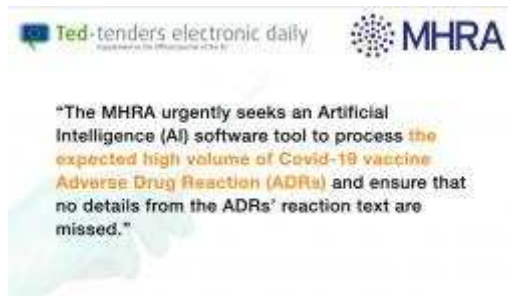 Ted-tenders electronic daily
MHRA
"The MHRA urgently seeks an Artificial
Intelligence (AI) software tool to process the
expected high volume of Covid-19 vaccine
Adverse Drug Reaction (ADRs) and ensure that
no details from the ADRs' reaction text are
missed."